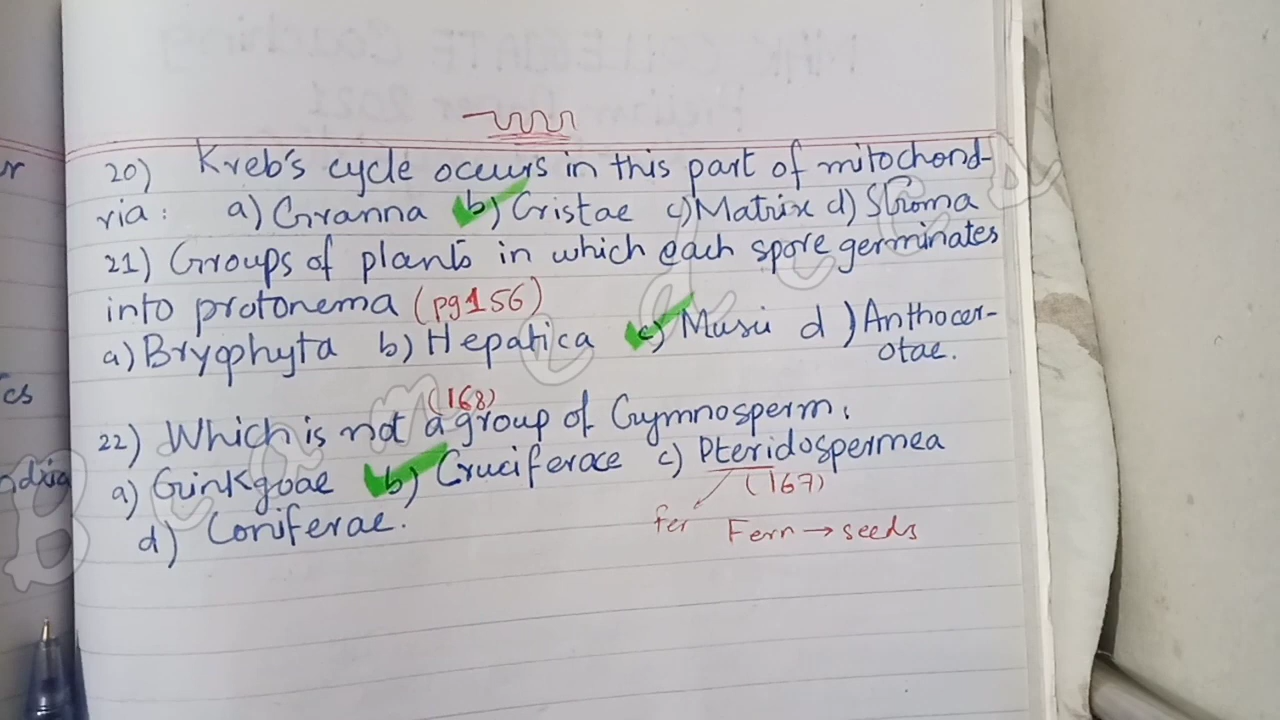 20) Kreb's cycle occurs in this part of mitochond-
ria: a) Granna b) Cristae c) Matrix d) Stroma
21) Groups of plants in which each spore germinates
into protonema (pg 156)
a) Bryophyta b) Hepatica c) Musci d) Anthocer-
otae.
(168)
22) Which is not a group of Gymnosperm.
a) Ginkgoae b) Cruciferace c) Pteridospermea
(167)
d) Coniferae.
fer Fern → seeds